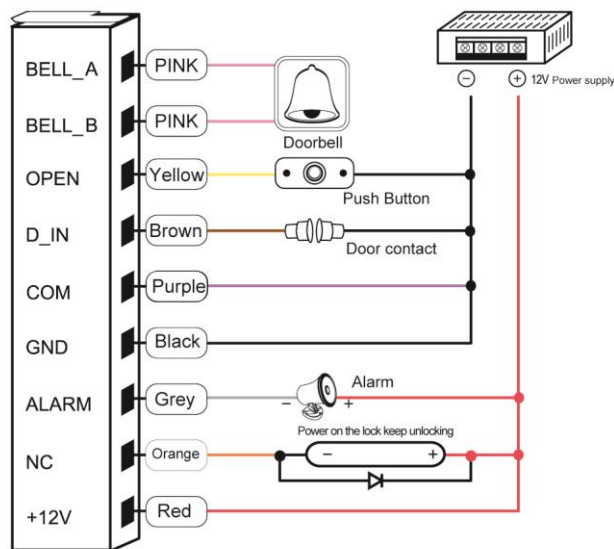 BELL_A PINK
BELL_B PINK
Doorbell
− + 12V Power supply
OPEN Yellow
Push Button
D_IN Brown
Door contact
COM Purple
GND Black
ALARM Grey
− + Alarm
Power on the lock keep unlocking
NC Orange − +
+12V Red